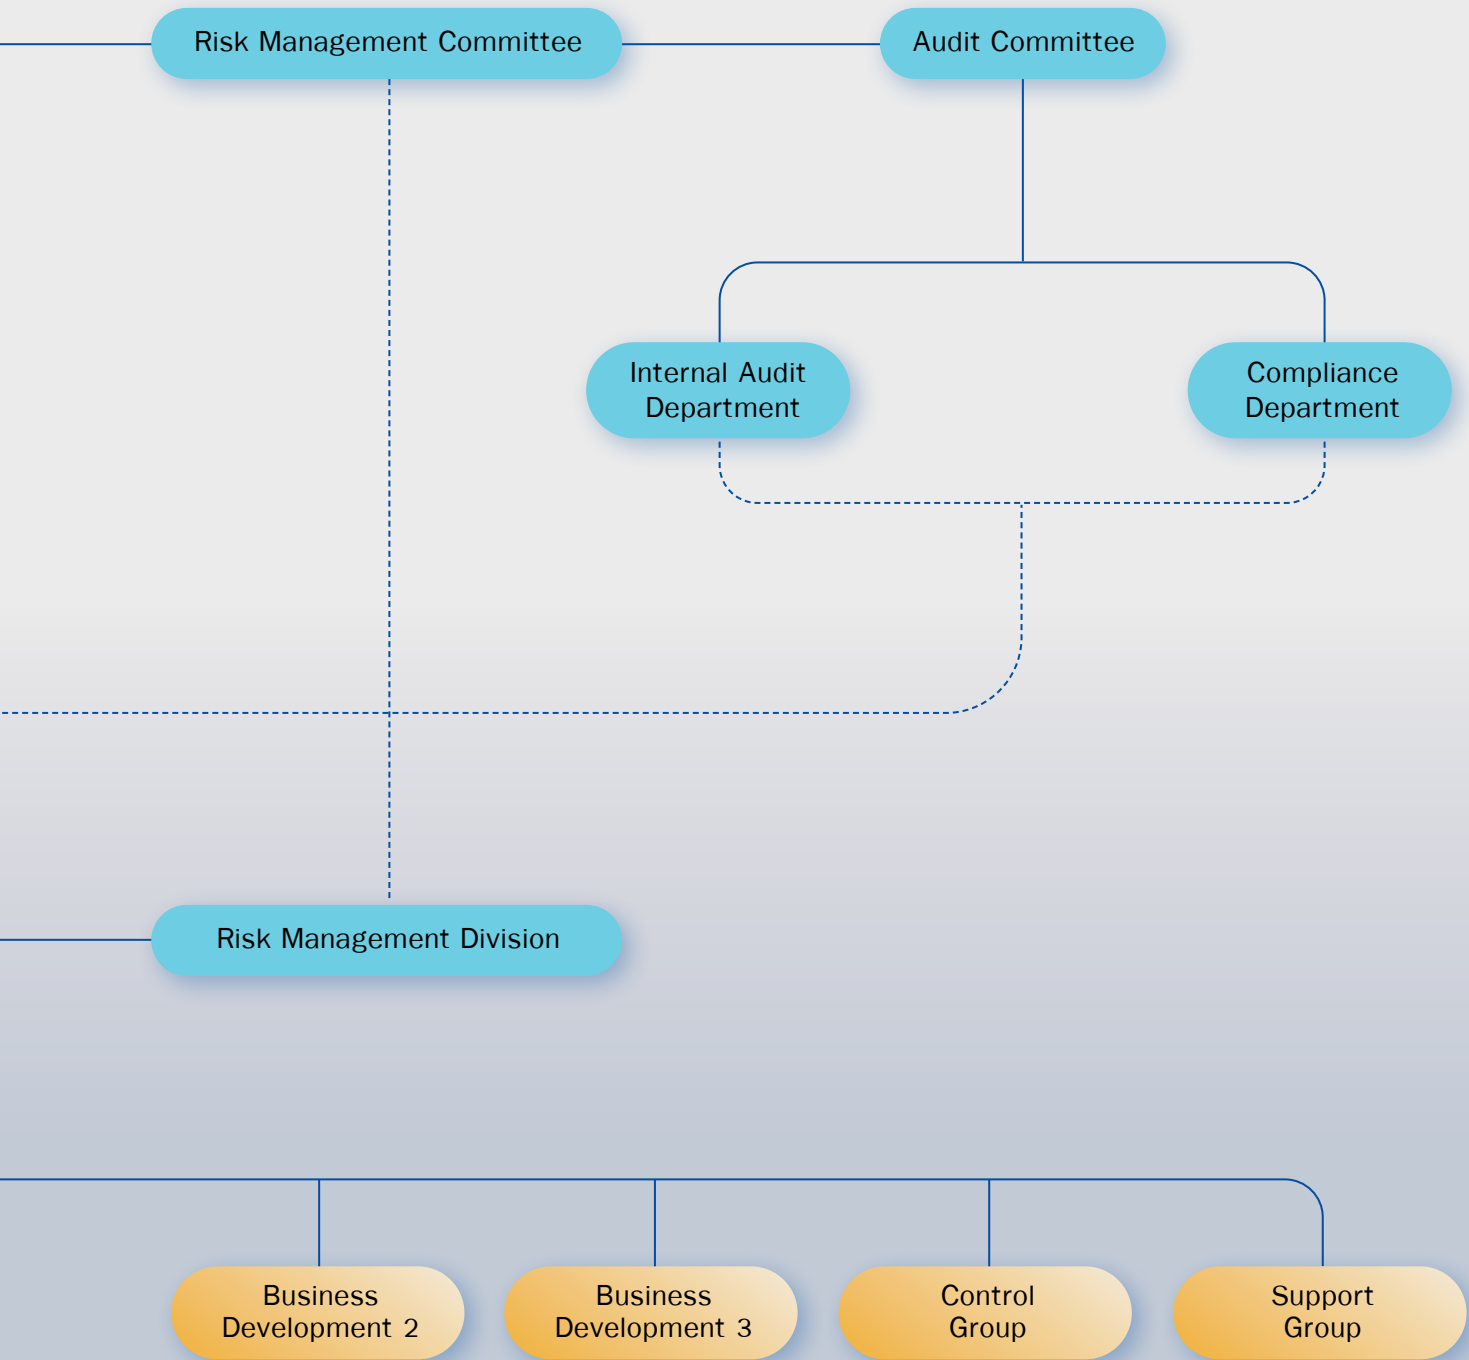 Risk Management Committee
Audit Committee
Internal Audit
Department
Compliance
Department
Risk Management Division
Business
Development 2
Business
Development 3
Control
Group
Support
Group